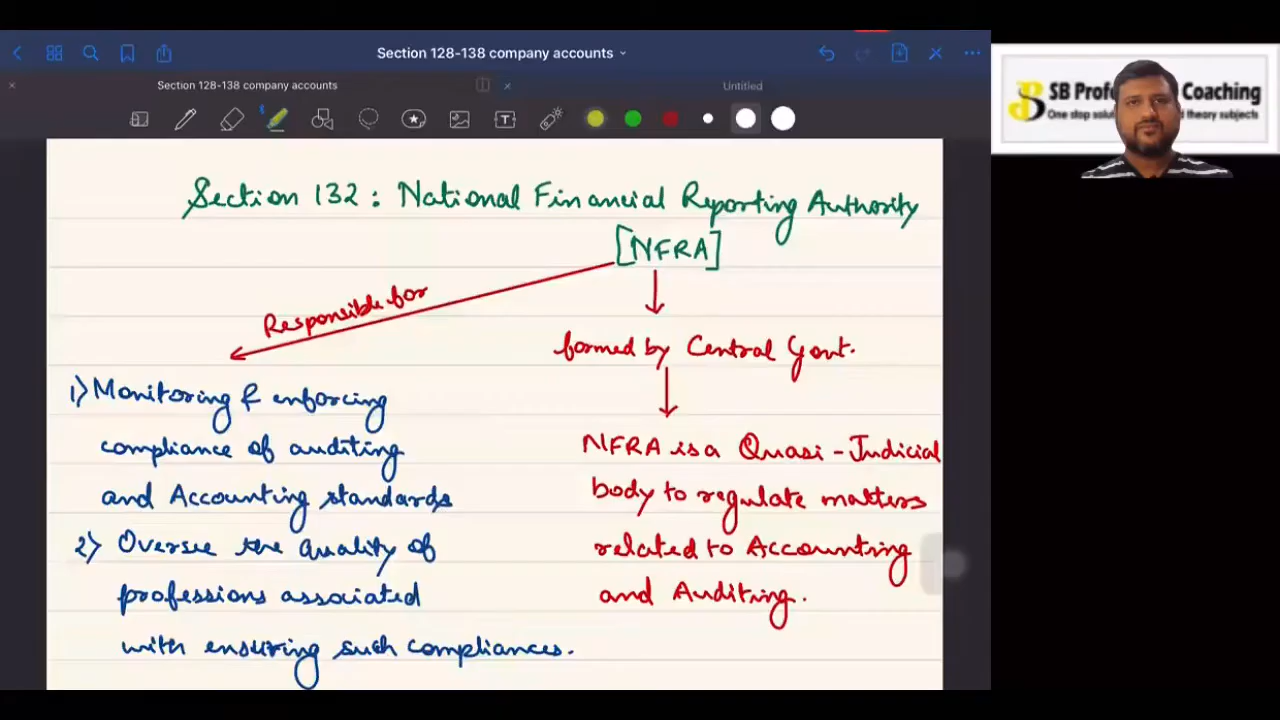 Section 128-138 company accounts
SB Profe Coaching
One stop solu theory subjects
Section 128-138 company accounts
Untitled
Section 132 : National Financial Reporting Authority
[NFRA]
Responsible for
formed by Central Govt.
1) Monitoring & enforcing
compliance of auditing
and Accounting standards
2) Oversee the quality of
professions associated
with ensuring such compliances.
NFRA is a Quasi-Judicial
body to regulate matters
related to Accounting
and Auditing.